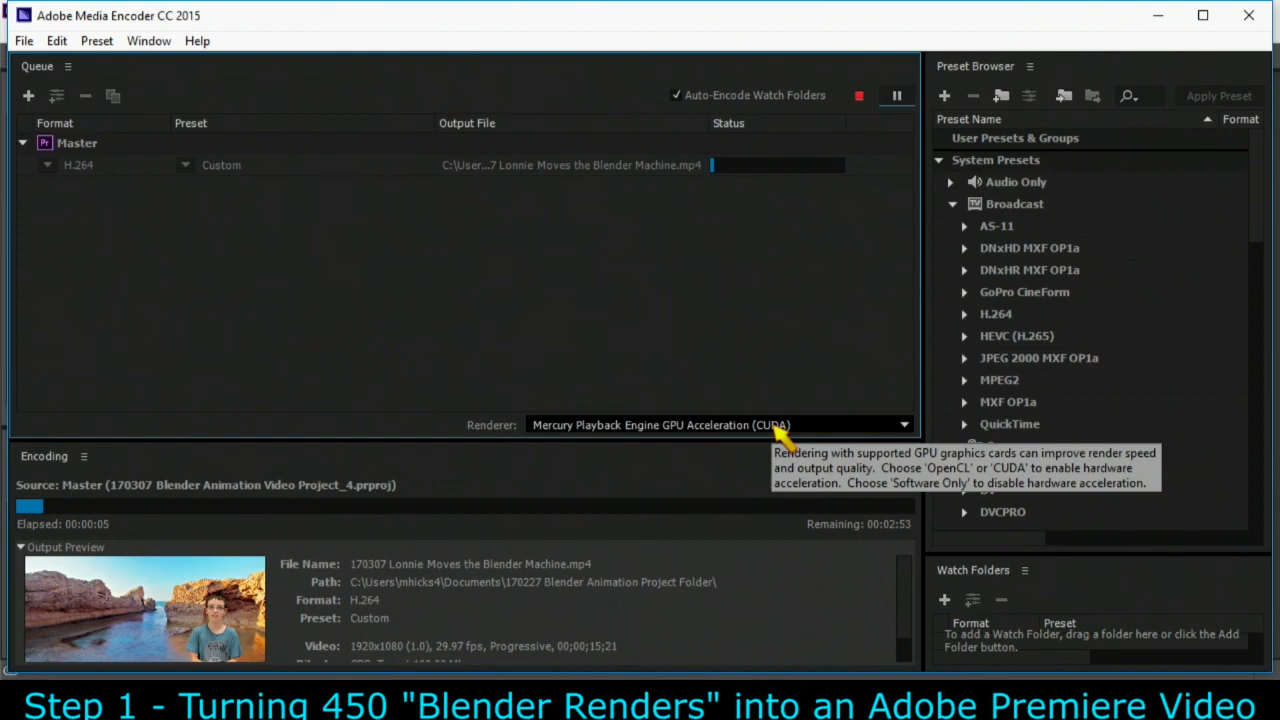 Adobe Media Encoder CC 2015
File Edit Preset Window Help
Queue
Auto-Encode Watch Folders
Format Preset Output File Status
Pr Master
H.264 Custom C:\User...7 Lonnie Moves the Blender Machine.mp4
Renderer: Mercury Playback Engine GPU Acceleration (CUDA)
Rendering with supported GPU graphics cards can improve render speed
and output quality. Choose 'OpenCL' or 'CUDA' to enable hardware
acceleration. Choose 'Software Only' to disable hardware acceleration.
Encoding
Source: Master (170307 Blender Animation Video Project_4.prproj)
Elapsed: 00:00:05 Remaining: 00:02:53
Output Preview
File Name: 170307 Lonnie Moves the Blender Machine.mp4
Path: C:\Users\mhicks4\Documents\170227 Blender Animation Project Folder\
Format: H.264
Preset: Custom
Video: 1920x1080 (1.0), 29.97 fps, Progressive, 00;00;15;21
Preset Browser
Apply Preset
Preset Name Format
User Presets & Groups
System Presets
Audio Only
TV Broadcast
AS-11
DNxHD MXF OP1a
DNxHR MXF OP1a
GoPro CineForm
H.264
HEVC (H.265)
JPEG 2000 MXF OP1a
MPEG2
MXF OP1a
QuickTime
DVCPRO
Watch Folders
Format Preset
To add a Watch Folder, drag a folder here or click the Add
Folder button.
Step 1 - Turning 450 "Blender Renders" into an Adobe Premiere Video